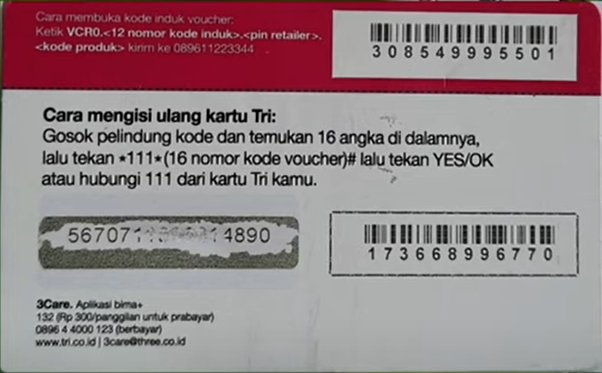 Cara membuka kode induk voucher:
Ketik VCR0.<12 nomor kode induk>.<pin retailer>.
<kode produk> kirim ke 089611223344
308549995501
Cara mengisi ulang kartu Tri:
Gosok pelindung kode dan temukan 16 angka di dalamnya,
lalu tekan *111*(16 nomor kode voucher)# lalu tekan YES/OK
atau hubungi 111 dari kartu Tri kamu.
173668996770
3Care. Aplikasi bima+
132 (Rp 300/panggilan untuk prabayar)
0896 4 4000 123 (berbayar)
www.tri.co.id | 3care@three.co.id